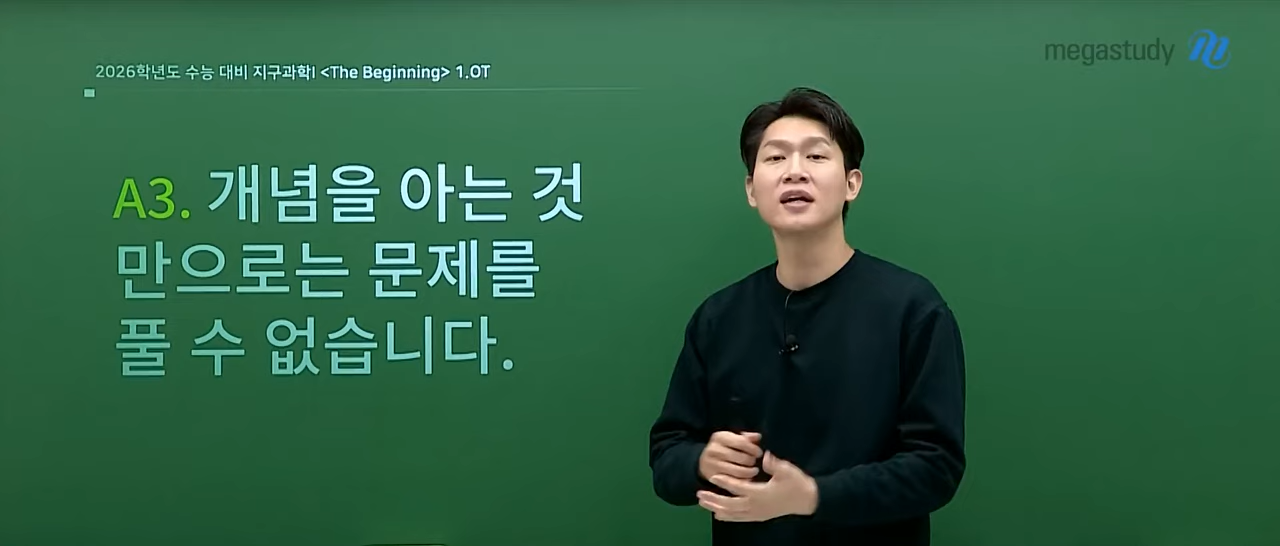 2026학년도 수능 대비 지구과학I <The Beginning> 1.OT
megastudy
A3. 개념을 아는 것
만으로는 문제를
풀 수 없습니다.